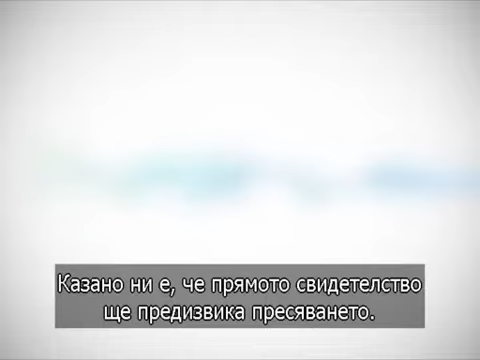 Казано ни е, че прямото свидетелство
ще предизвика пресяването.